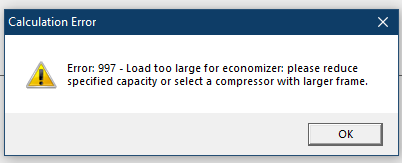 Calculation Error
Error: 997 - Load too large for economizer: please reduce
specified capacity or select a compressor with larger frame.
OK